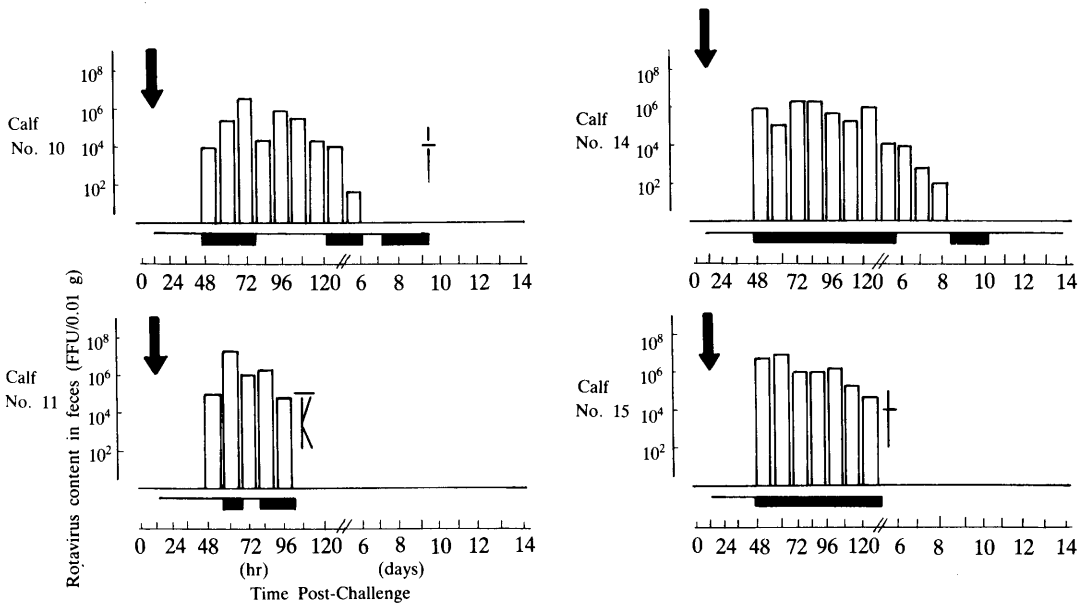 Rotavirus content in feces (FFU/0.01 g)
Calf
No. 10
10^8
10^6
10^4
10^2
0 24 48 72 96 120 6 8 10 12 14
Calf
No. 14
10^8
10^6
10^4
10^2
0 24 48 72 96 120 6 8 10 12 14
Calf
No. 11
10^8
10^6
10^4
10^2
K
0 24 48 72 96 120 6 8 10 12 14
(hr) (days)
Time Post-Challenge
Calf
No. 15
10^8
10^6
10^4
10^2
0 24 48 72 96 120 6 8 10 12 14